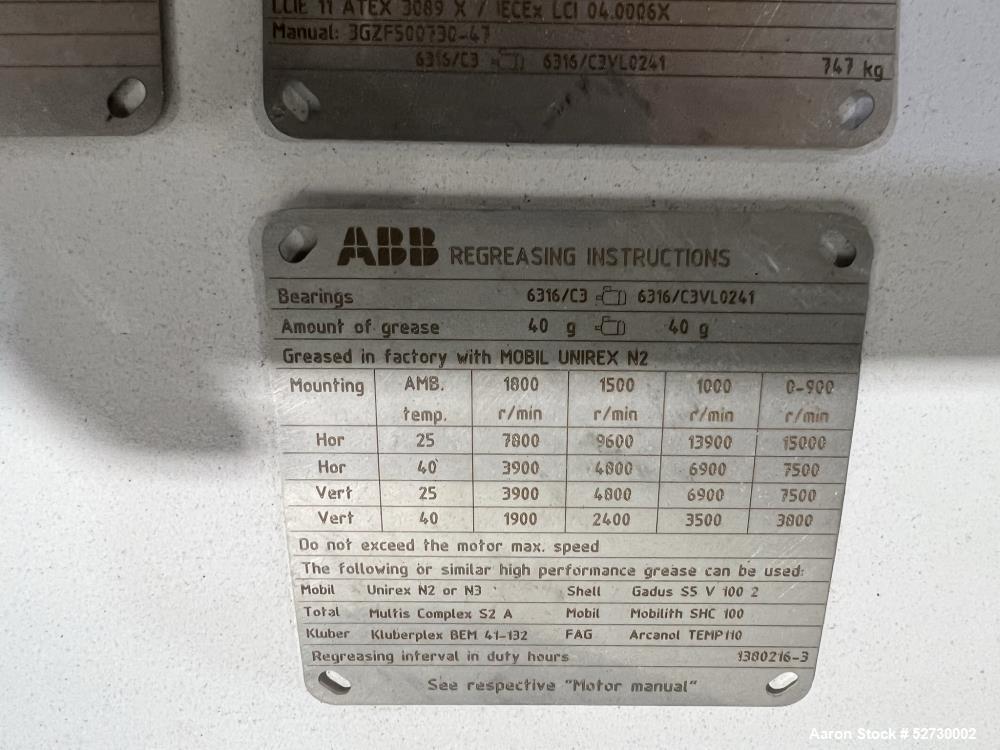 LCIE 11 ATEX 3089 X / IECEx LCI 04.0006X
Manual: 3GZF500730-47
6316/C3 6316/C3VL0241 747 kg
ABB REGREASING INSTRUCTIONS
Bearings 6316/C3 6316/C3VL0241
Amount of grease 40 g 40 g
Greased in factory with MOBIL UNIREX N2
Mounting AMB. 1800 1500 1000 0-900
temp. r/min r/min r/min r/min
Hor 25 7800 9600 13900 15000
Hor 40 3900 4800 6900 7500
Vert 25 3900 4800 6900 7500
Vert 40 1900 2400 3500 3800
Do not exceed the motor max. speed
The following or similar high performance grease can be used:
Mobil Unirex N2 or N3 Shell Gadus S5 V 100 2
Total Multis Complex S2 A Mobil Mobilith SHC 100
Kluber Kluberplex BEM 41-132 FAG Arcanol TEMP110
Regreasing interval in duty hours 1380216-3
See respective "Motor manual"
Aaron Stock # 52730002